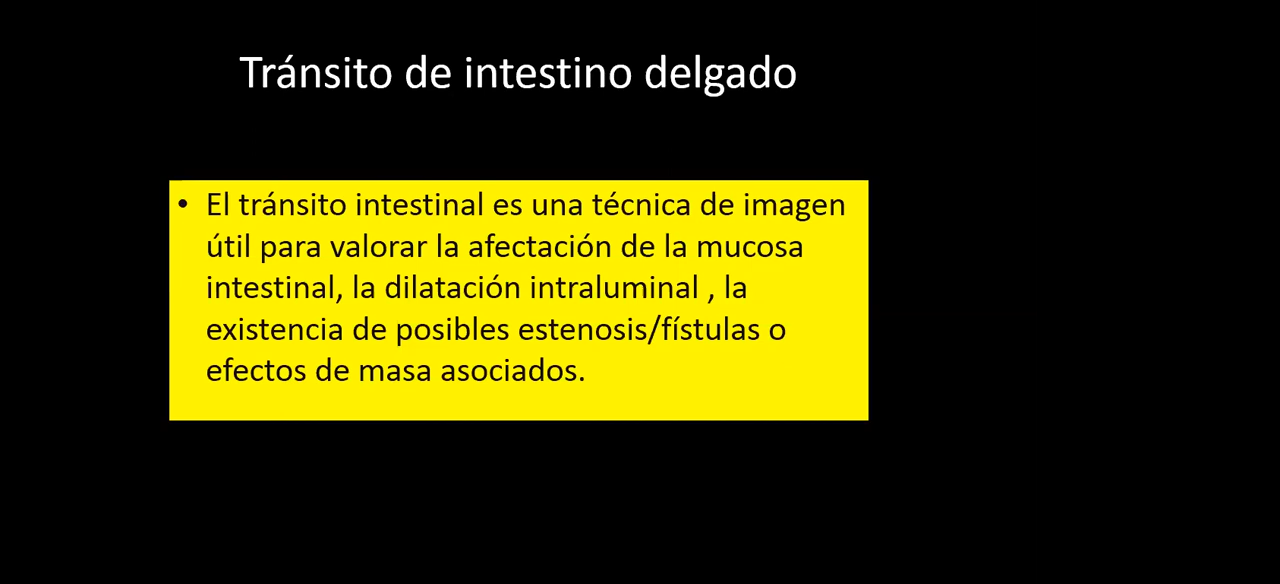 Tránsito de intestino delgado
• El tránsito intestinal es una técnica de imagen
útil para valorar la afectación de la mucosa
intestinal, la dilatación intraluminal , la
existencia de posibles estenosis/fístulas o
efectos de masa asociados.